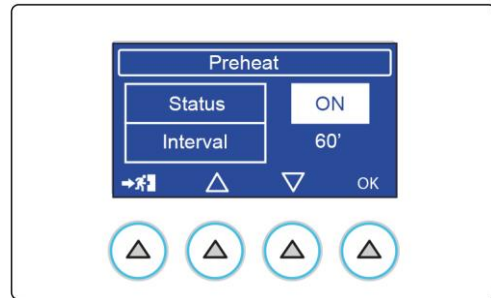 Preheat
Status ON
Interval 60’
OK